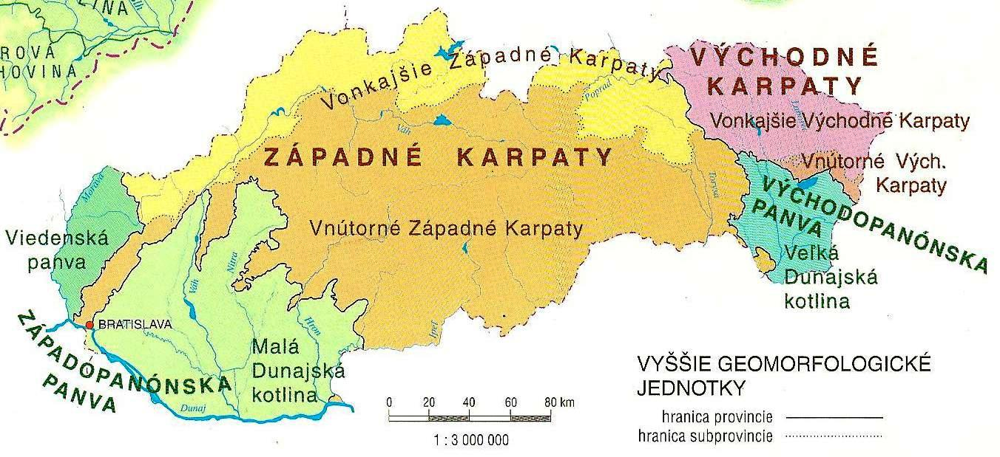 INA
ROVÁ
HOVINA
Vonkajšie Západné Karpaty
VÝCHODNÉ
KARPATY
Poprad
Vonkajšie Východné Karpaty
Váh
ZÁPADNÉ KARPATY
Vnútorné Vých.
Karpaty
Morava
Torysa
VÝCHODOPANÓNSKA
PANVA
Vnútorné Západné Karpaty
Viedenská
panva
Nitra
Váh
Veľká
Dunajská
kotlina
BRATISLAVA
Hron
Ipeľ
ZÁPADOPANÓNSKA
PANVA
Malá
Dunajská
kotlina
Dunaj
0 20 40 60 80 km
1 : 3 000 000
VYŠŠIE GEOMORFOLOGICKÉ
JEDNOTKY
hranica provincie
hranica subprovincie